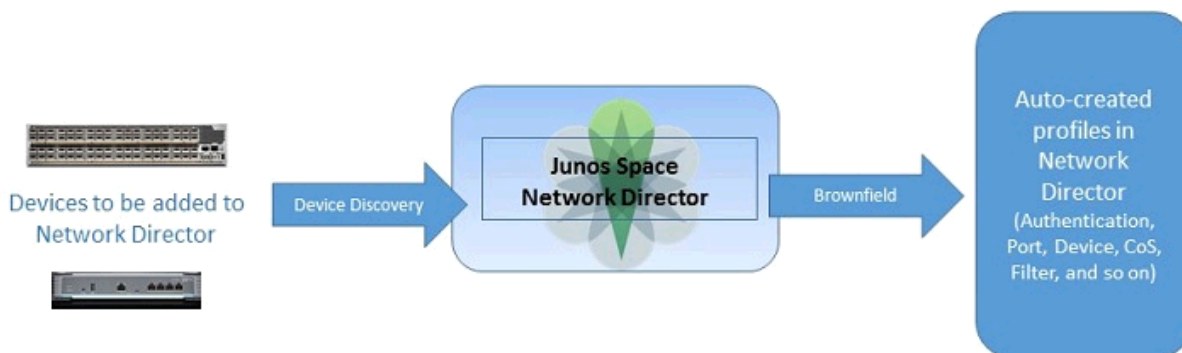 Devices to be added to
Network Director
Device Discovery
Junos Space
Network Director
Brownfield
Auto-created
profiles in
Network
Director
(Authentication,
Port, Device, CoS,
Filter, and so on)